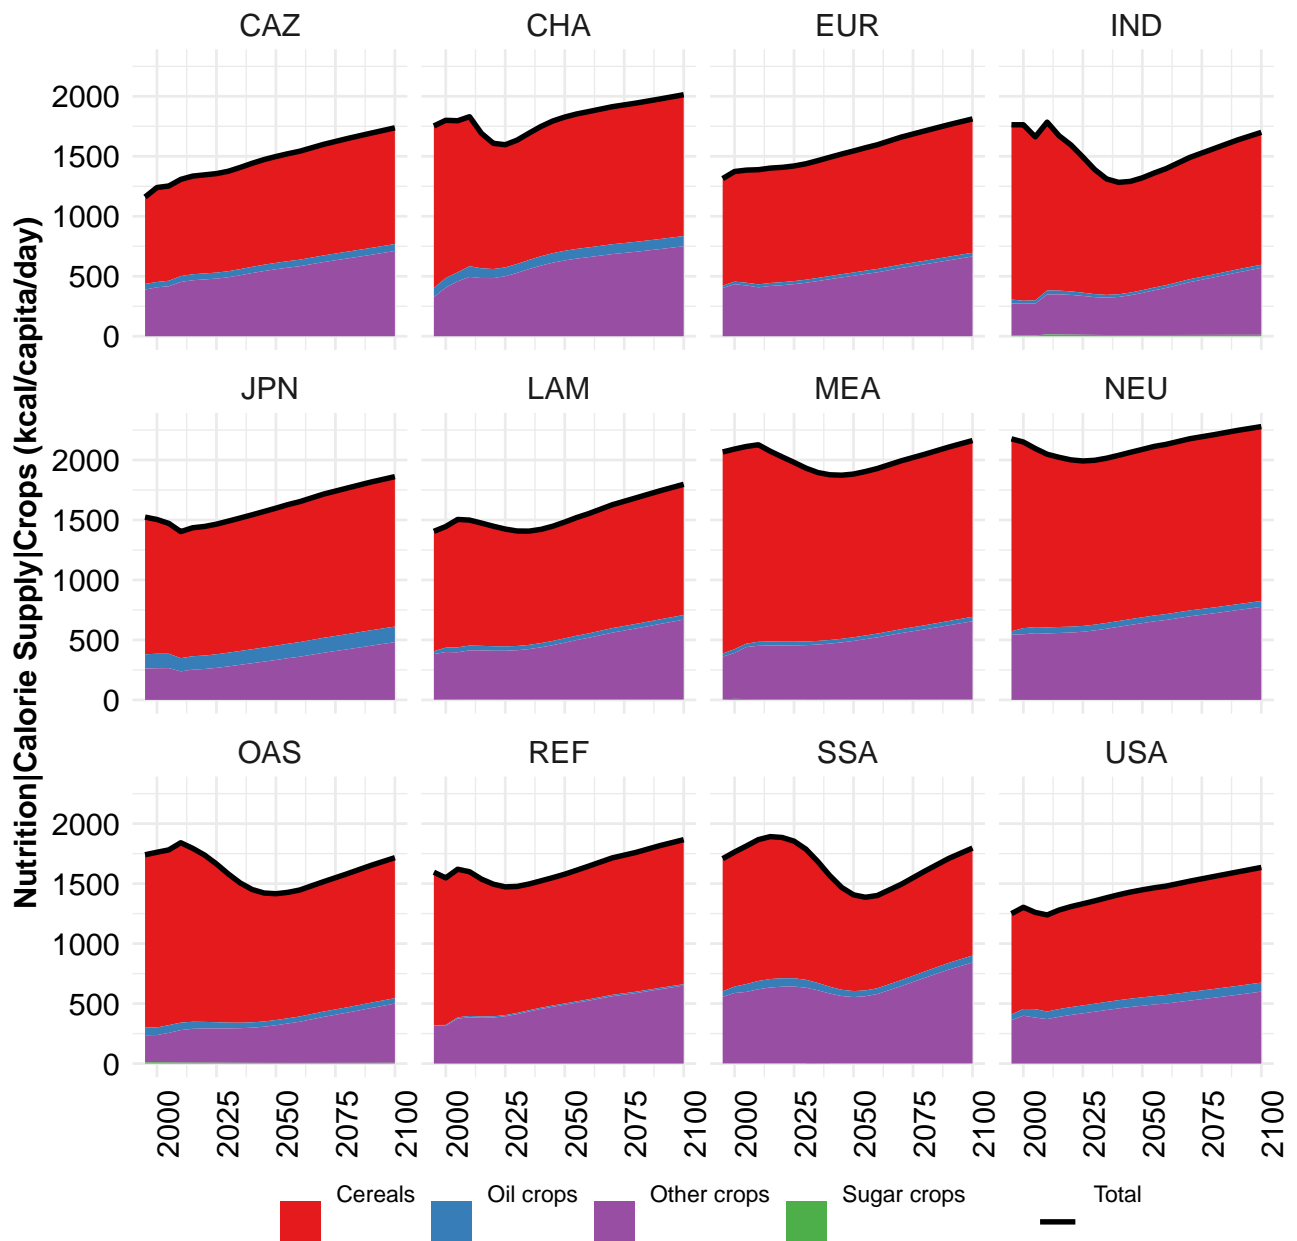 CAZ CHA EUR IND
2000
1500
1000
500
0
JPN LAM MEA NEU
2000
1500
1000
500
0
Nutrition|Calorie Supply|Crops (kcal/capita/day)
OAS REF SSA USA
2000
1500
1000
500
0
2000 2025 2050 2075 2100 2000 2025 2050 2075 2100 2000 2025 2050 2075 2100 2000 2025 2050 2075 2100
Cereals Oil crops Other crops Sugar crops Total